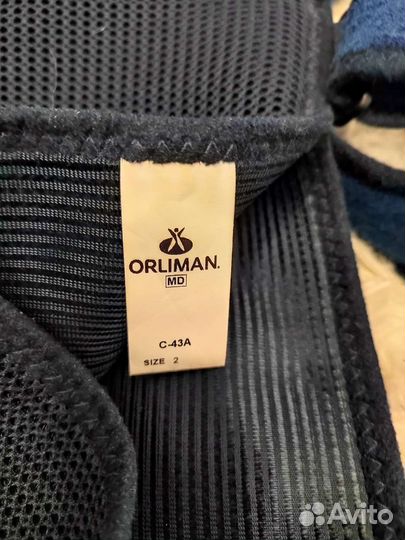 ORLIMAN.
MD
C-43A
SIZE 2
Avito